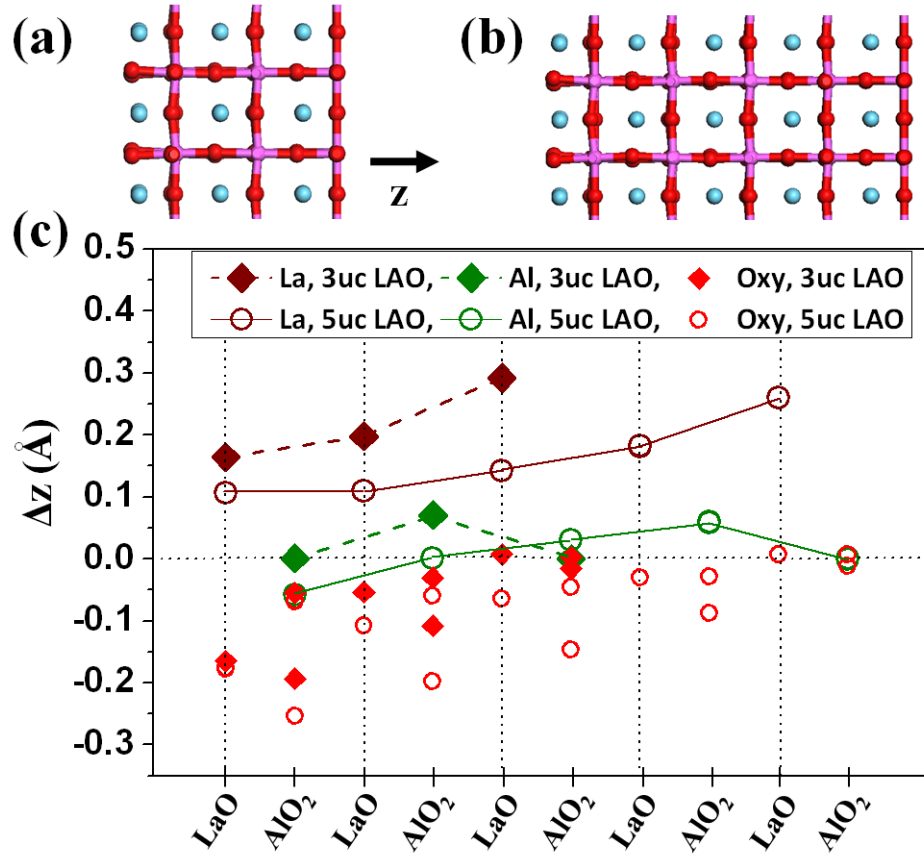 (a)
(b)
z
(c)
La, 3uc LAO, Al, 3uc LAO, Oxy, 3uc LAO
La, 5uc LAO, Al, 5uc LAO, Oxy, 5uc LAO
Δz (Å)
0.5
0.4
0.3
0.2
0.1
0.0
-0.1
-0.2
-0.3
LaO AlO₂ LaO AlO₂ LaO AlO₂ LaO AlO₂ LaO AlO₂